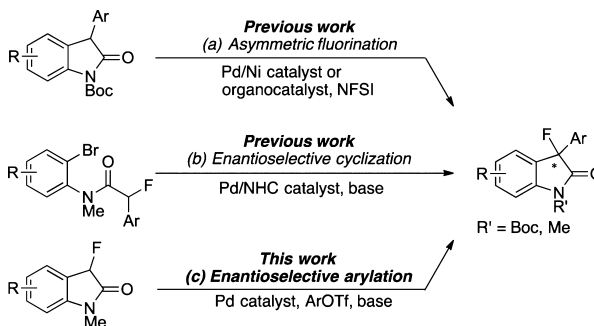 Ar
R
O
N
Boc
Previous work
(a) Asymmetric fluorination
Pd/Ni catalyst or
organocatalyst, NFSI
Br
R
O
N
F
Me
Ar
Previous work
(b) Enantioselective cyclization
Pd/NHC catalyst, base
F
Ar
R
*
O
N
R'
R' = Boc, Me
F
R
O
N
Me
This work
(c) Enantioselective arylation
Pd catalyst, ArOTf, base